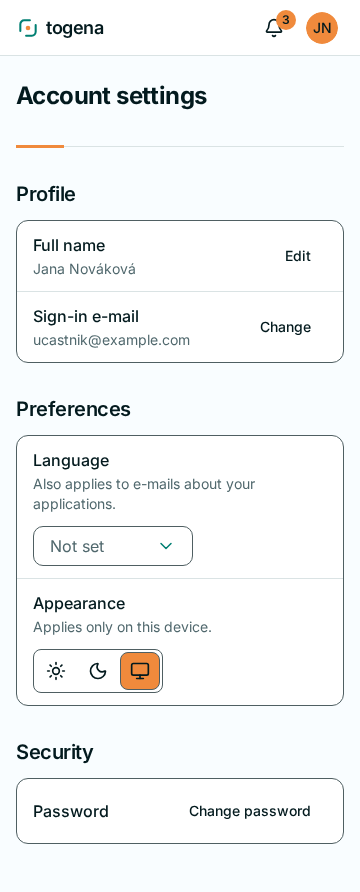 togena
3
JN
Account settings
Profile
Full name
Jana Nováková
Edit
Sign-in e-mail
ucastnik@example.com
Change
Preferences
Language
Also applies to e-mails about your
applications.
Not set
Appearance
Applies only on this device.
Security
Password
Change password